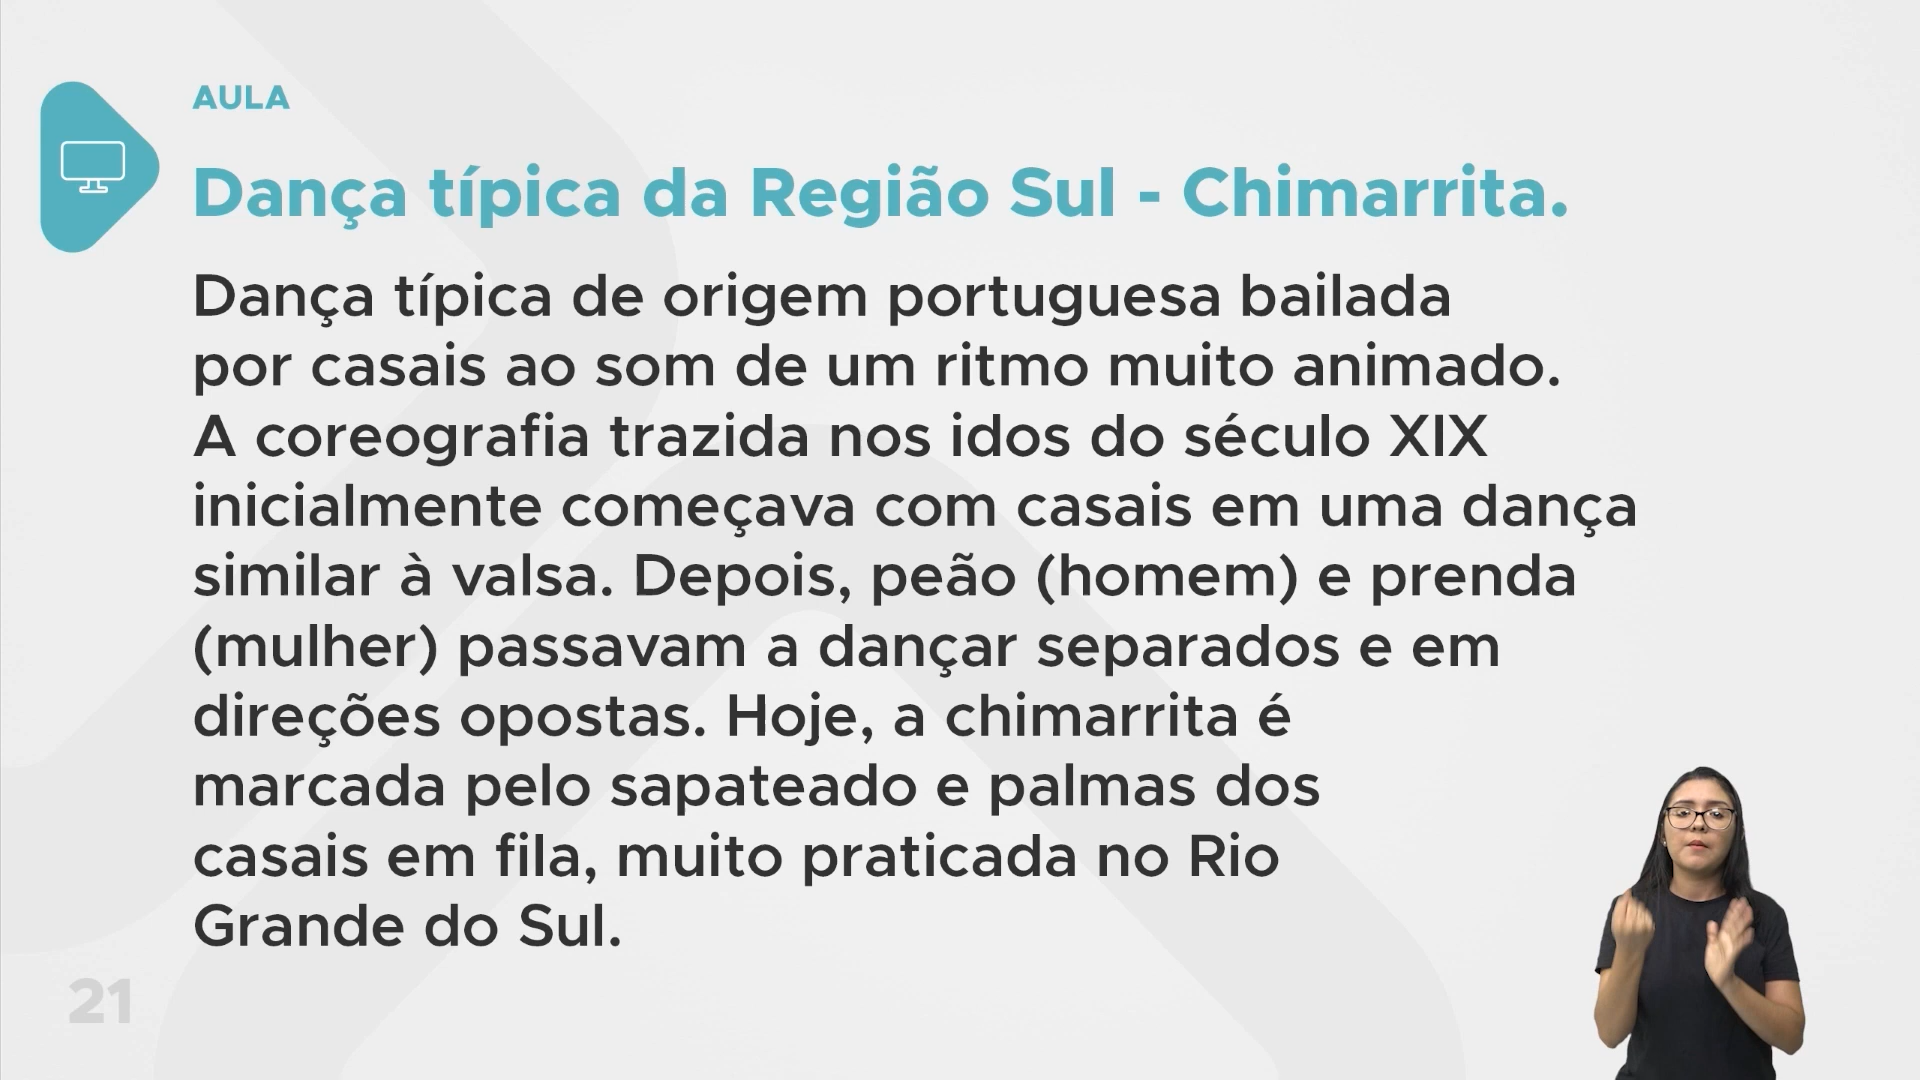 AULA
Dança típica da Região Sul - Chimarrita.
Dança típica de origem portuguesa bailada
por casais ao som de um ritmo muito animado.
A coreografia trazida nos idos do século XIX
inicialmente começava com casais em uma dança
similar à valsa. Depois, peão (homem) e prenda
(mulher) passavam a dançar separados e em
direções opostas. Hoje, a chimarrita é
marcada pelo sapateado e palmas dos
casais em fila, muito praticada no Rio
Grande do Sul.
21